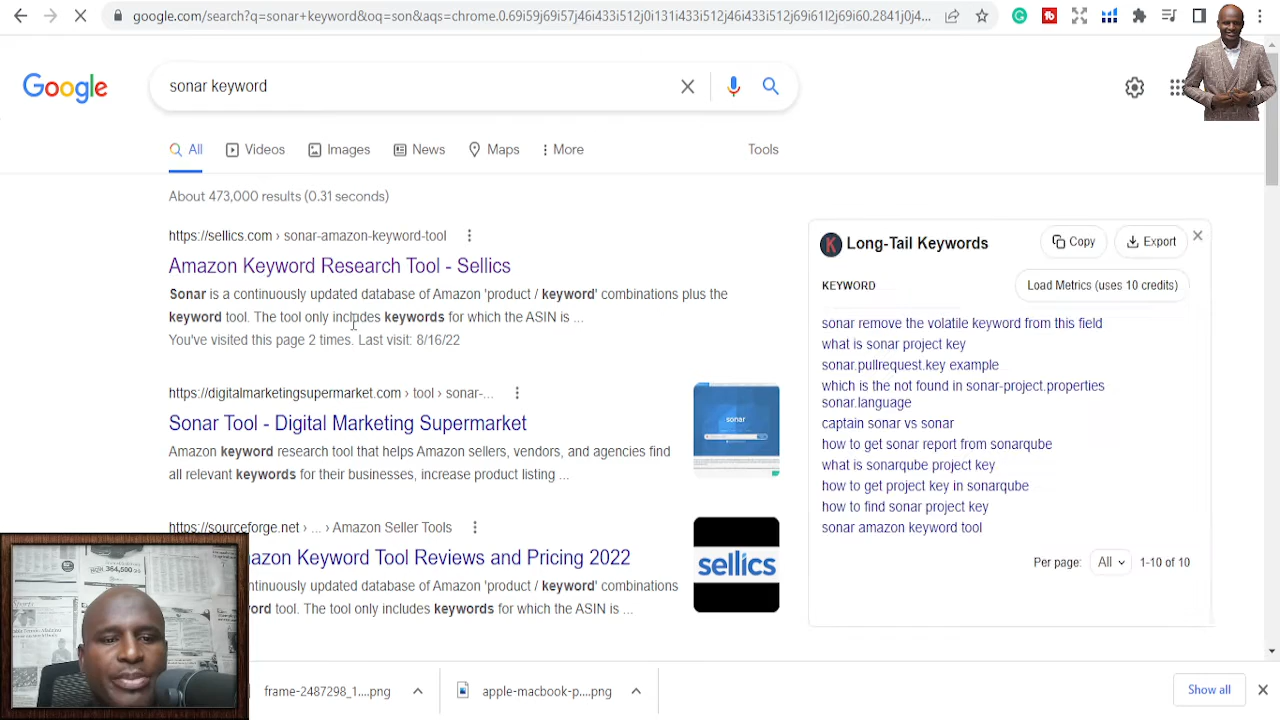 google.com/search?q=sonar+keyword&oq=son&aqs=chrome.0.69i59j69i57j46i433i512j0i131i433i512j69i61l2j69i60.2841j0j4...
Google
sonar keyword
All
Videos
Images
News
Maps
More
Tools
About 473,000 results (0.31 seconds)
https://sellics.com › sonar-amazon-keyword-tool
Amazon Keyword Research Tool - Sellics
Sonar is a continuously updated database of Amazon 'product / keyword' combinations plus the
keyword tool. The tool only includes keywords for which the ASIN is ...
You've visited this page 2 times. Last visit: 8/16/22
https://digitalmarketingsupermarket.com › tool › sonar-...
Sonar Tool - Digital Marketing Supermarket
Amazon keyword research tool that helps Amazon sellers, vendors, and agencies find
all relevant keywords for their businesses, increase product listing ...
sonar
https://sourceforge.net › ... › Amazon Seller Tools
azon Keyword Tool Reviews and Pricing 2022
ntinuously updated database of Amazon 'product / keyword' combinations
ord tool. The tool only includes keywords for which the ASIN is ...
sellics
Long-Tail Keywords
Copy
Export
KEYWORD
Load Metrics (uses 10 credits)
sonar remove the volatile keyword from this field
what is sonar project key
sonar.pullrequest.key example
which is the not found in sonar-project.properties
sonar.language
captain sonar vs sonar
how to get sonar report from sonarqube
what is sonarqube project key
how to get project key in sonarqube
how to find sonar project key
sonar amazon keyword tool
Per page:
All
1-10 of 10
364,500
frame-2487298_1....png
apple-macbook-p....png
Show all